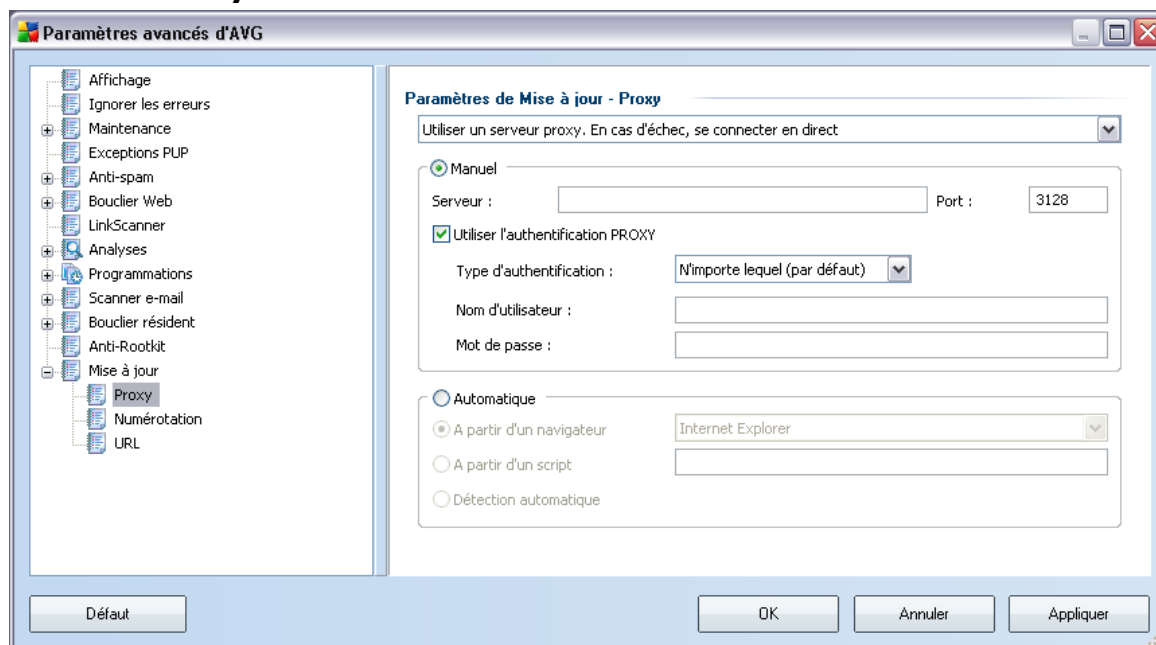 Paramètres avancés d'AVG
Affichage
Ignorer les erreurs
Maintenance
Exceptions PUP
Anti-spam
Bouclier Web
LinkScanner
Analyses
Programmations
Scanner e-mail
Bouclier résident
Anti-Rootkit
Mise à jour
Proxy
Numérotation
URL
Paramètres de Mise à jour - Proxy
Utiliser un serveur proxy. En cas d'échec, se connecter en direct
Manuel
Serveur : Port : 3128
Utiliser l'authentification PROXY
Type d'authentification : N'importe lequel (par défaut)
Nom d'utilisateur :
Mot de passe :
Automatique
A partir d'un navigateur Internet Explorer
A partir d'un script
Détection automatique
Défaut OK Annuler Appliquer